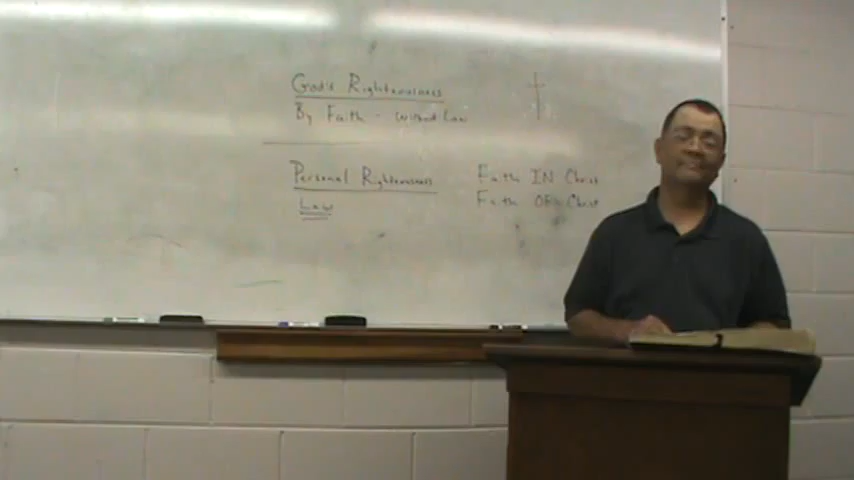 God's Righteousness
By Faith - Without Law
Personal Righteousness
Law
Faith IN Christ
Faith OF Christ